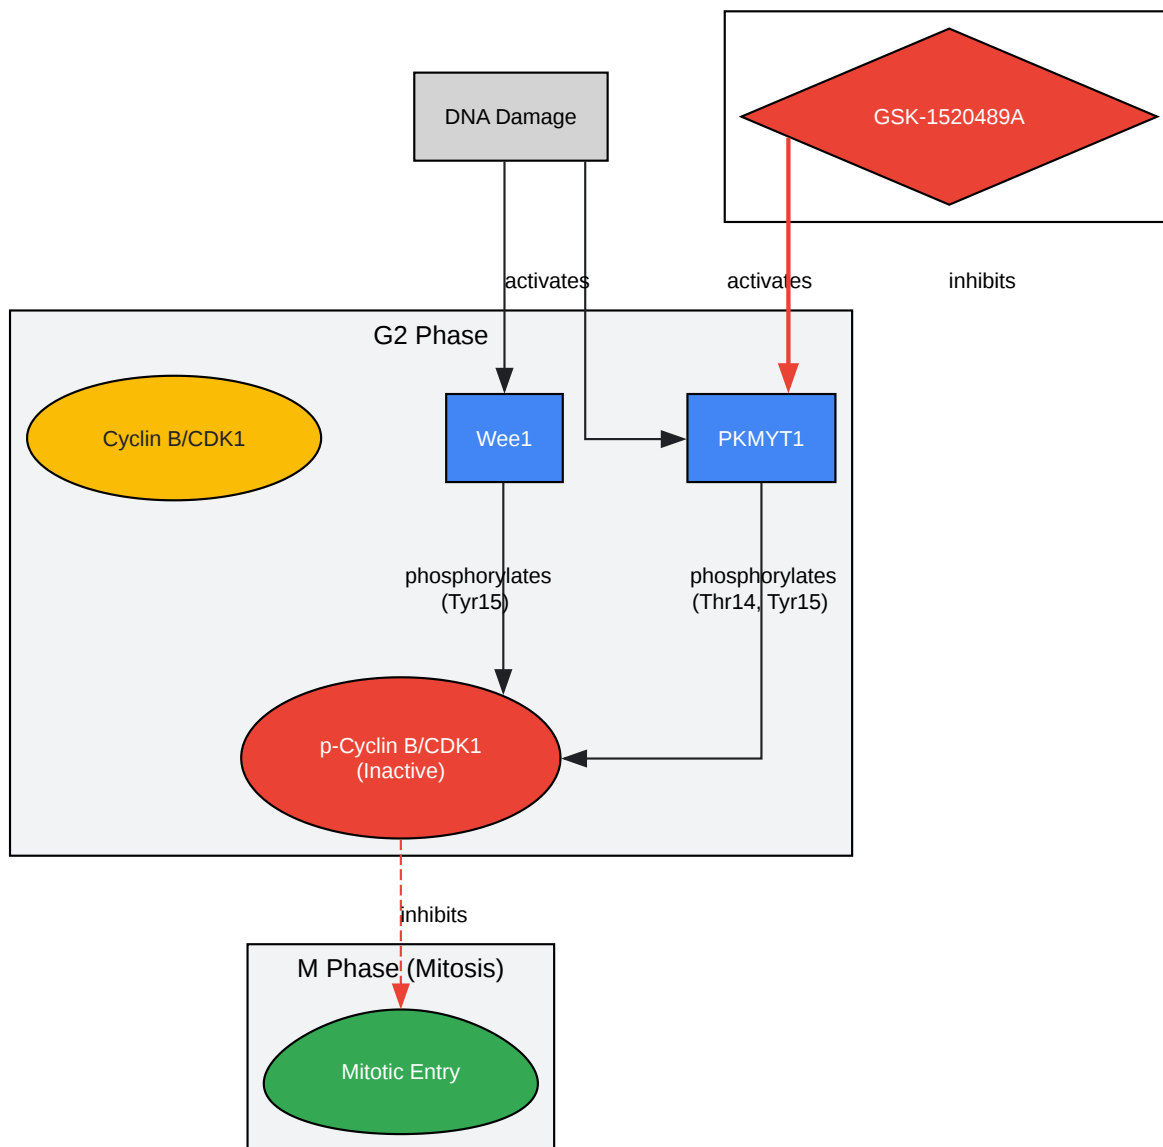 DNA Damage
GSK-1520489A
activates
activates
inhibits
G2 Phase
Cyclin B/CDK1
Wee1
PKMYT1
phosphorylates
(Tyr15)
phosphorylates
(Thr14, Tyr15)
p-Cyclin B/CDK1
(Inactive)
inhibits
M Phase (Mitosis)
Mitotic Entry